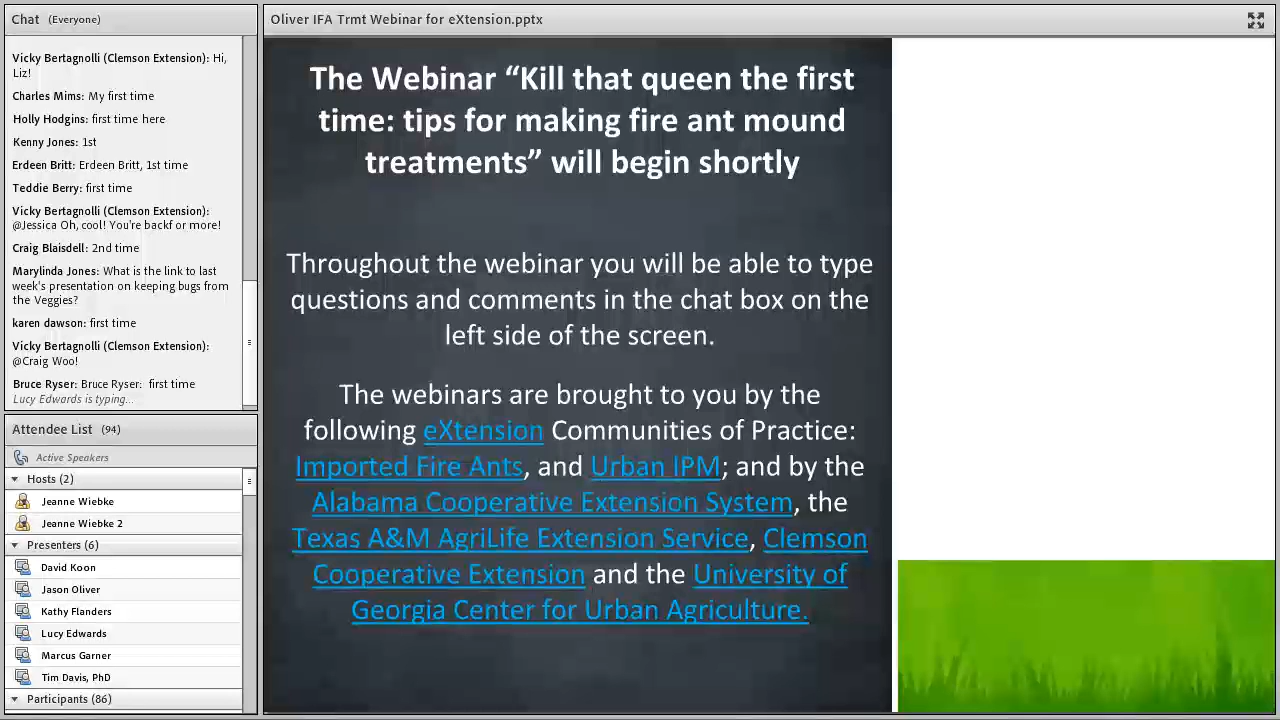 Chat (Everyone)
Vicky Bertagnolli (Clemson Extension): Hi,
Liz!
Charles Mims: My first time
Holly Hodgins: first time here
Kenny Jones: 1st
Erdeen Britt: Erdeen Britt, 1st time
Teddie Berry: first time
Vicky Bertagnolli (Clemson Extension):
@Jessica Oh, cool! You're backf or more!
Craig Blaisdell: 2nd time
Marylinda Jones: What is the link to last
week's presentation on keeping bugs from
the Veggies?
karen dawson: first time
Vicky Bertagnolli (Clemson Extension):
@Craig Woo!
Bruce Ryser: Bruce Ryser: first time
Lucy Edwards is typing...
Attendee List (94)
Active Speakers
Hosts (2)
Jeanne Wiebke
Jeanne Wiebke 2
Presenters (6)
David Koon
Jason Oliver
Kathy Flanders
Lucy Edwards
Marcus Garner
Tim Davis, PhD
Participants (86)
Oliver IFA Trmt Webinar for eXtension.pptx
The Webinar “Kill that queen the first
time: tips for making fire ant mound
treatments” will begin shortly
Throughout the webinar you will be able to type
questions and comments in the chat box on the
left side of the screen.
The webinars are brought to you by the
following eXtension Communities of Practice:
Imported Fire Ants, and Urban IPM; and by the
Alabama Cooperative Extension System, the
Texas A&M AgriLife Extension Service, Clemson
Cooperative Extension and the University of
Georgia Center for Urban Agriculture.